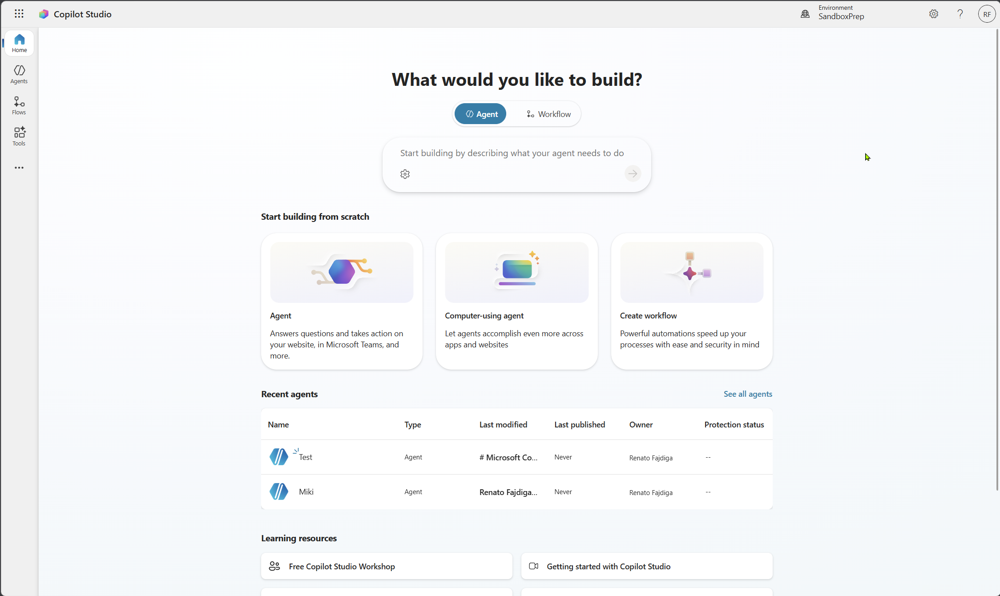 Copilot Studio
Environment
SandboxPrep
?
RF
Home
Agents
Flows
Tools
What would you like to build?
Agent
Workflow
Start building by describing what your agent needs to do
Start building from scratch
Agent
Answers questions and takes action on
your website, in Microsoft Teams, and
more.
Computer-using agent
Let agents accomplish even more across
apps and websites
Create workflow
Powerful automations speed up your
processes with ease and security in mind
Recent agents
See all agents
Name Type Last modified Last published Owner Protection status
Test Agent # Microsoft Co... Never Renato Fajdiga --
Miki Agent Renato Fajdiga... Never Renato Fajdiga --
Learning resources
Free Copilot Studio Workshop
Getting started with Copilot Studio